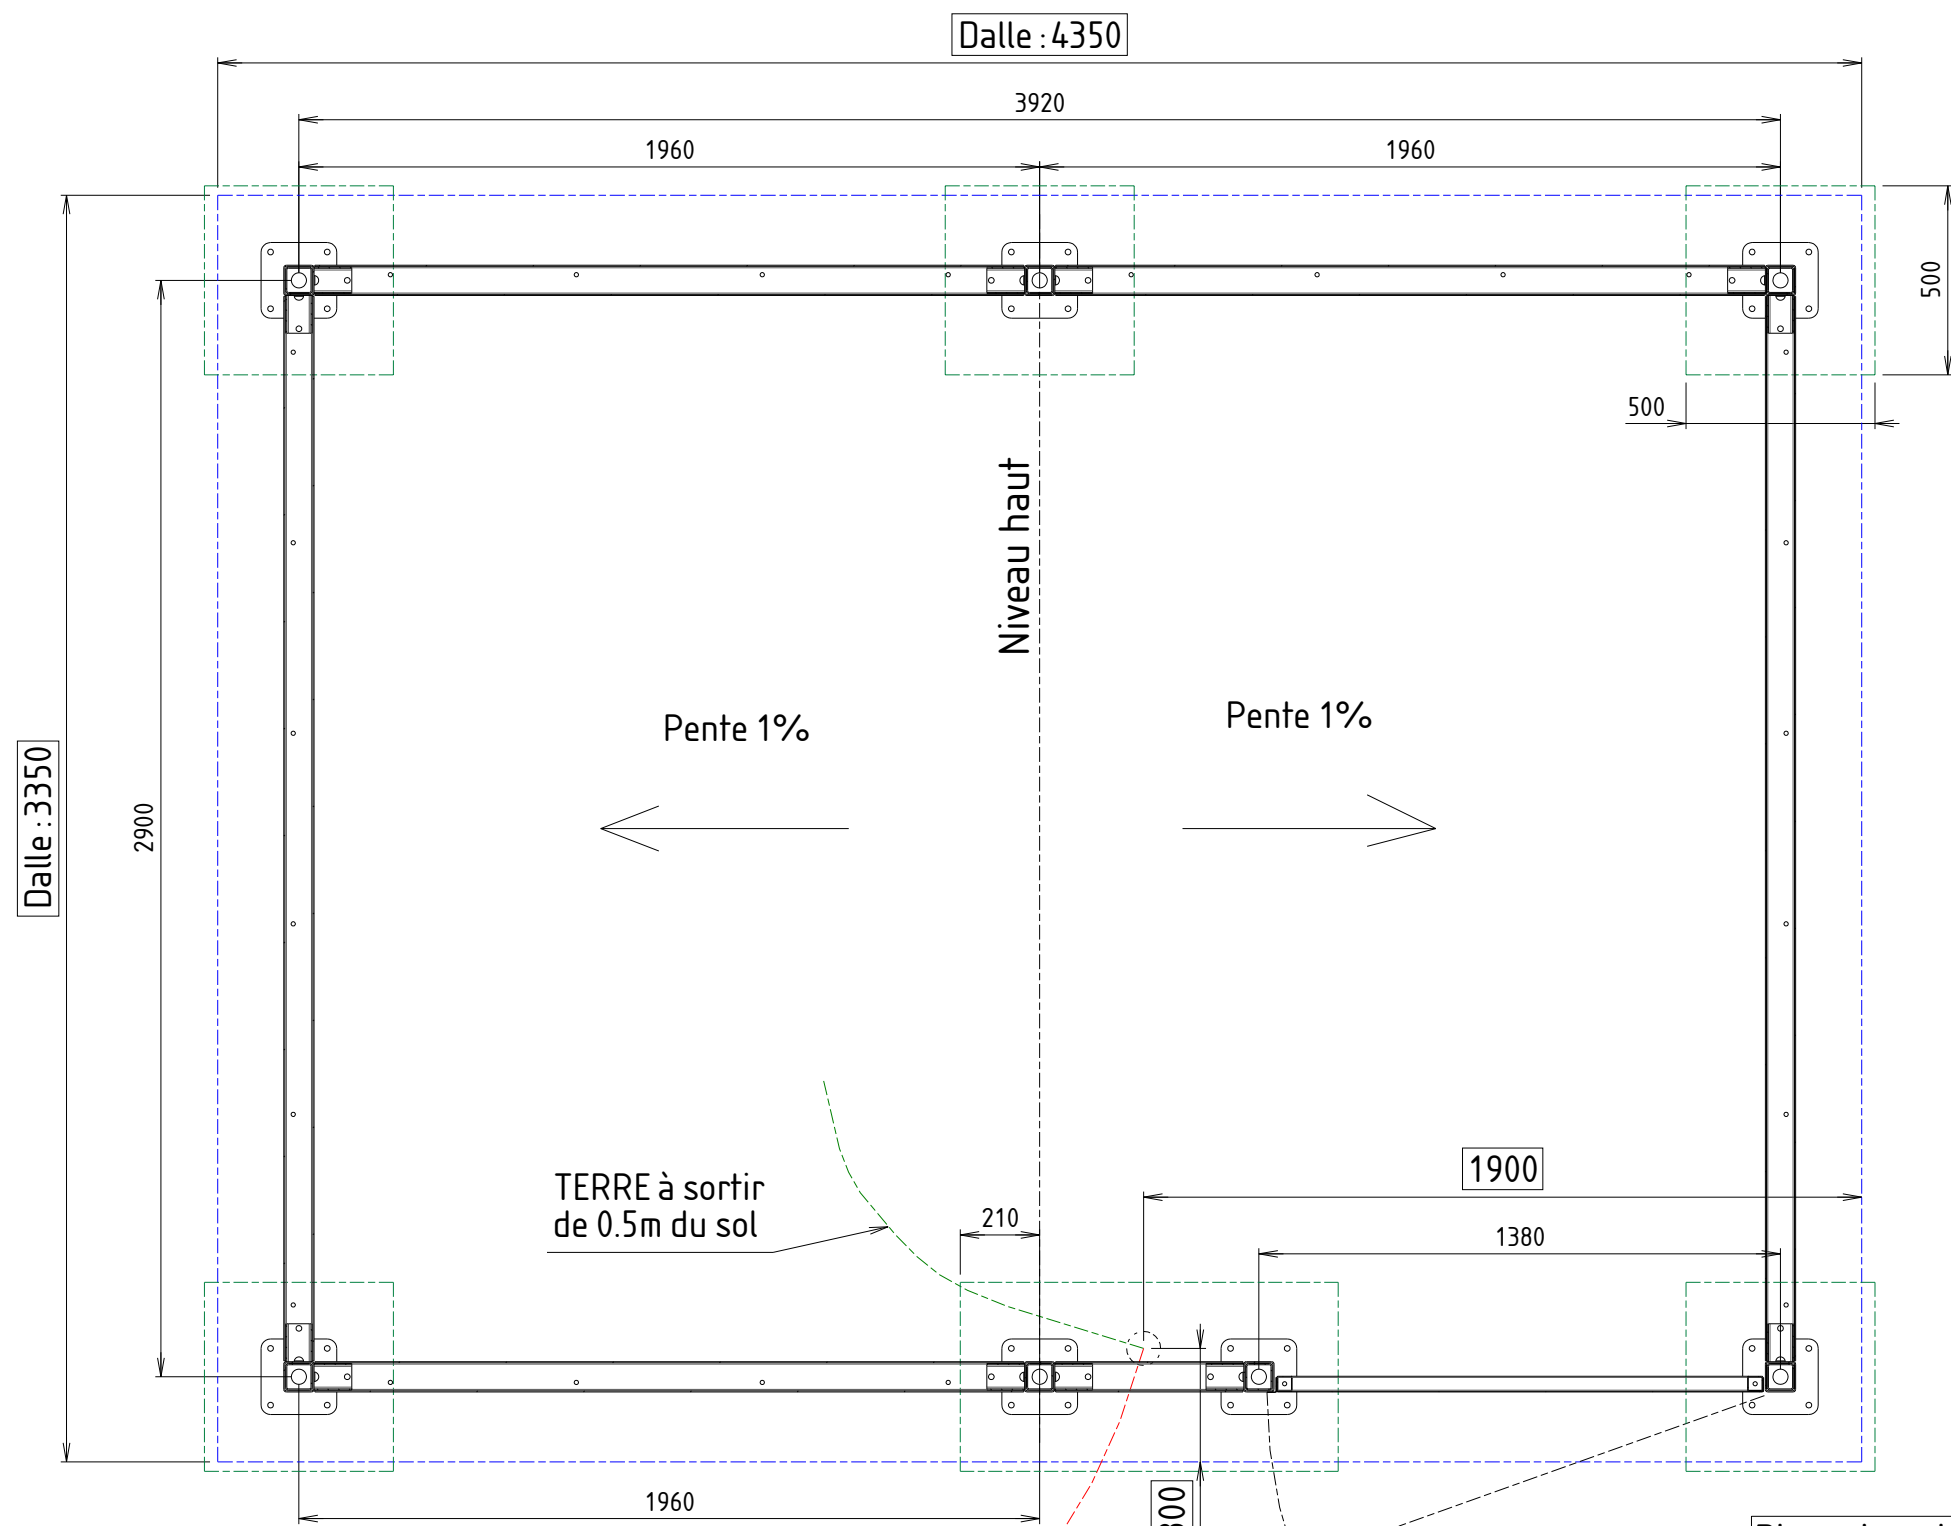 Dalle : 4350
3920
1960
1960
500
500
Niveau haut
Pente 1%
Pente 1%
Dalle : 3350
2900
1900
TERRE à sortir
de 0.5m du sol
210
1380
1960